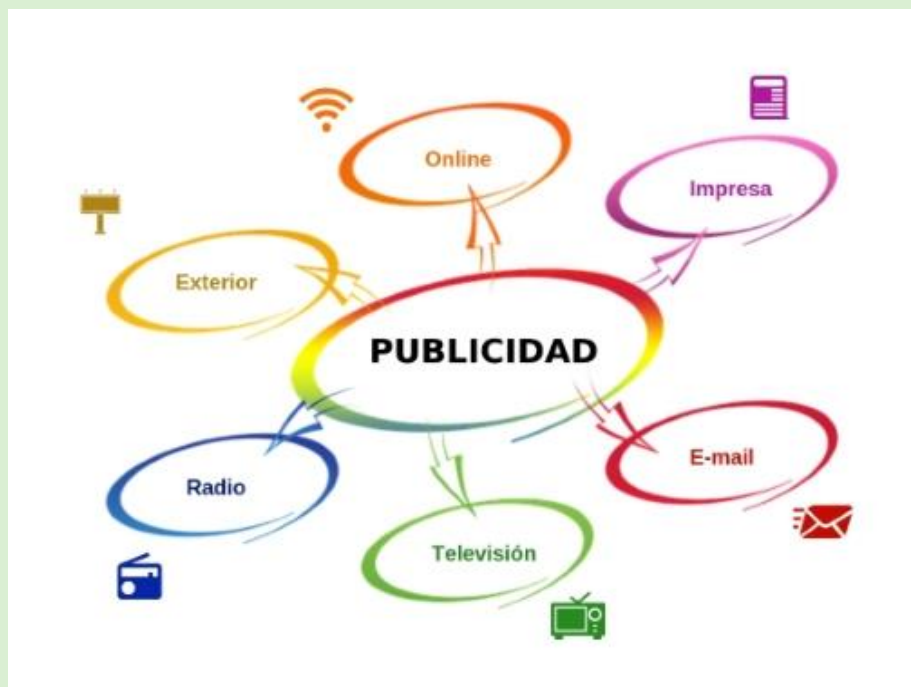 Online
Impresa
Exterior
PUBLICIDAD
E-mail
Radio
Televisión